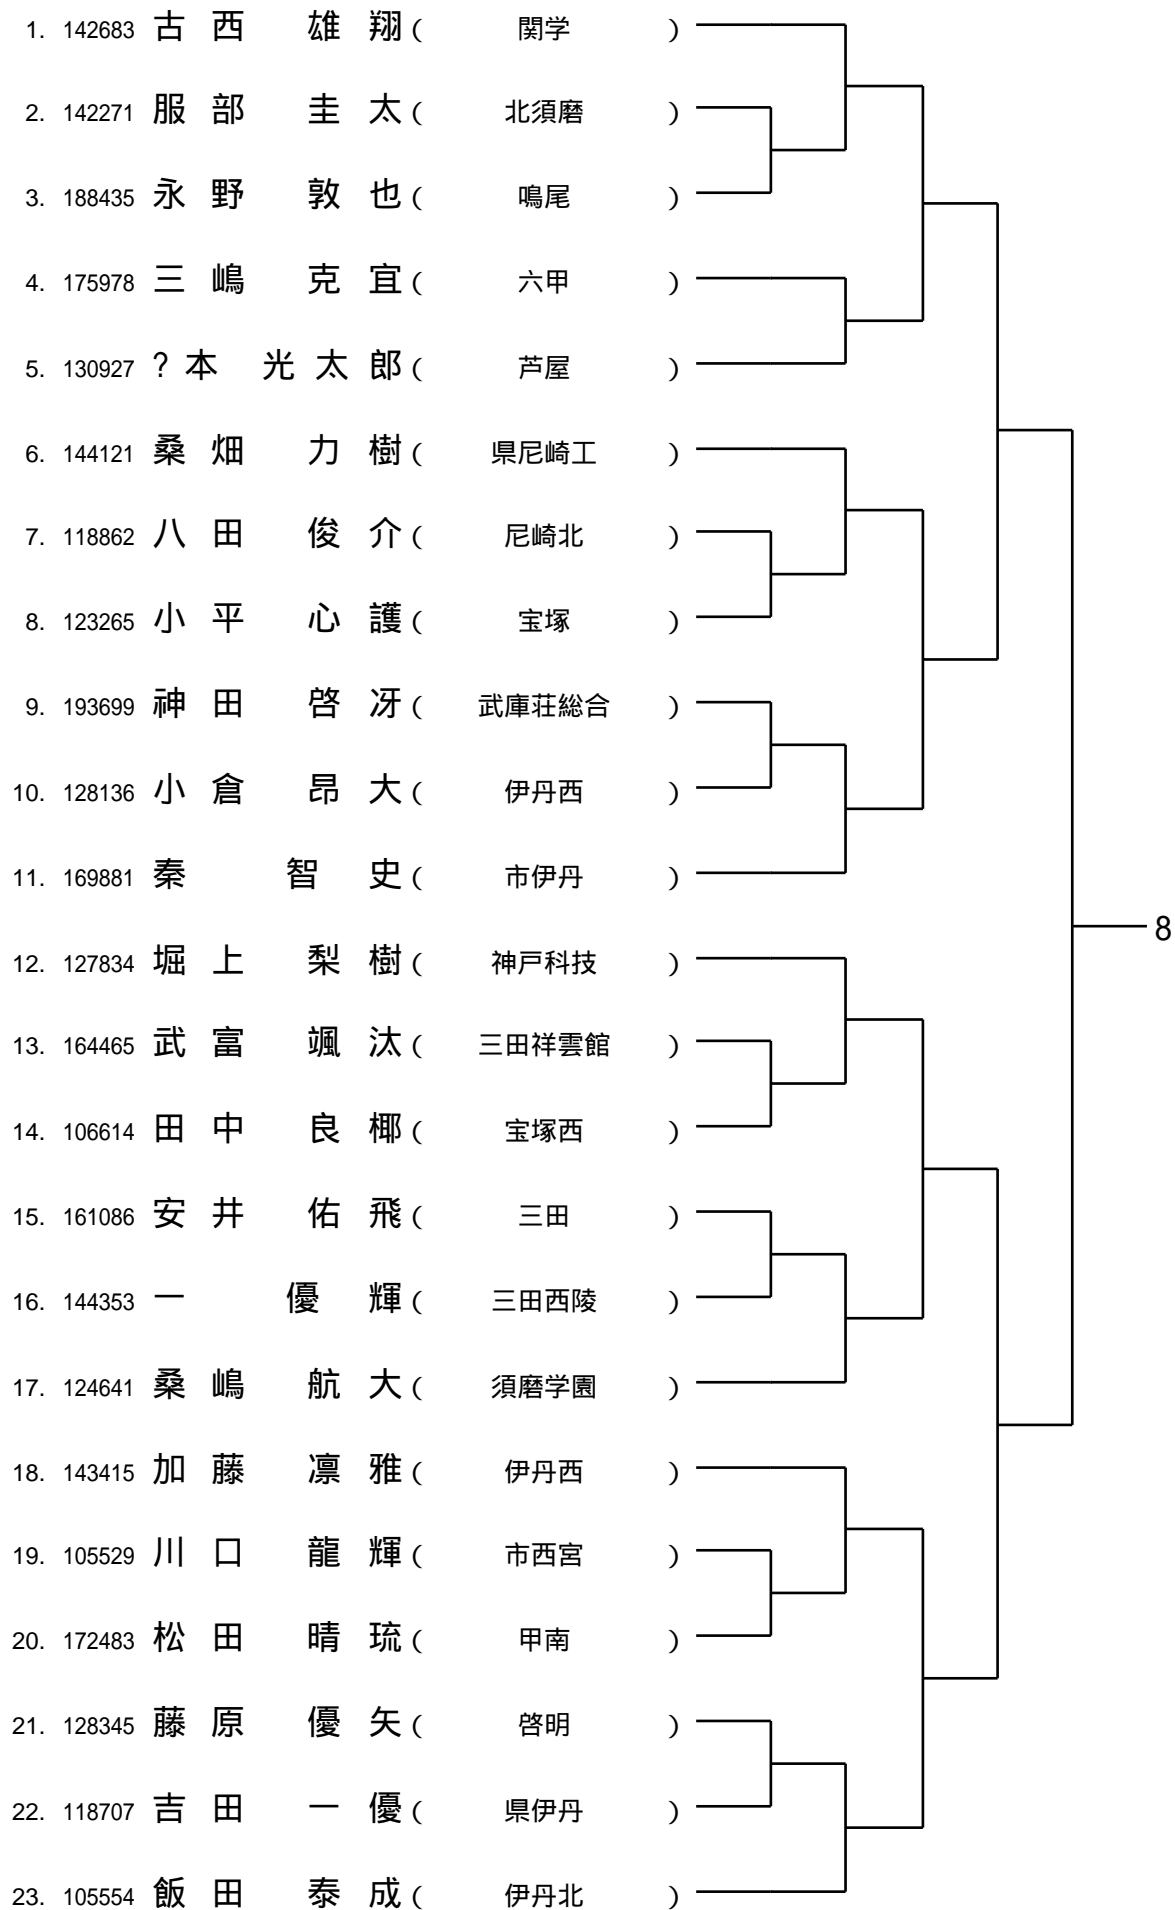 1. 142683 古西 雄翔 ( 関学 )
2. 142271 服部 圭太 ( 北須磨 )
3. 188435 永野 敦也 ( 鳴尾 )
4. 175978 三嶋 克宜 ( 六甲 )
5. 130927 ?本 光太郎 ( 芦屋 )
6. 144121 桑畑 力樹 ( 県尼崎工 )
7. 118862 八田 俊介 ( 尼崎北 )
8. 123265 小平 心護 ( 宝塚 )
9. 193699 神田 啓冴 ( 武庫荘総合 )
10. 128136 小倉 昂大 ( 伊丹西 )
11. 169881 秦 智史 ( 市伊丹 )
8
12. 127834 堀上 梨樹 ( 神戸科技 )
13. 164465 武富 颯汰 ( 三田祥雲館 )
14. 106614 田中 良椰 ( 宝塚西 )
15. 161086 安井 佑飛 ( 三田 )
16. 144353 一 優輝 ( 三田西陵 )
17. 124641 桑嶋 航大 ( 須磨学園 )
18. 143415 加藤 凛雅 ( 伊丹西 )
19. 105529 川口 龍輝 ( 市西宮 )
20. 172483 松田 晴琉 ( 甲南 )
21. 128345 藤原 優矢 ( 啓明 )
22. 118707 吉田 一優 ( 県伊丹 )
23. 105554 飯田 泰成 ( 伊丹北 )